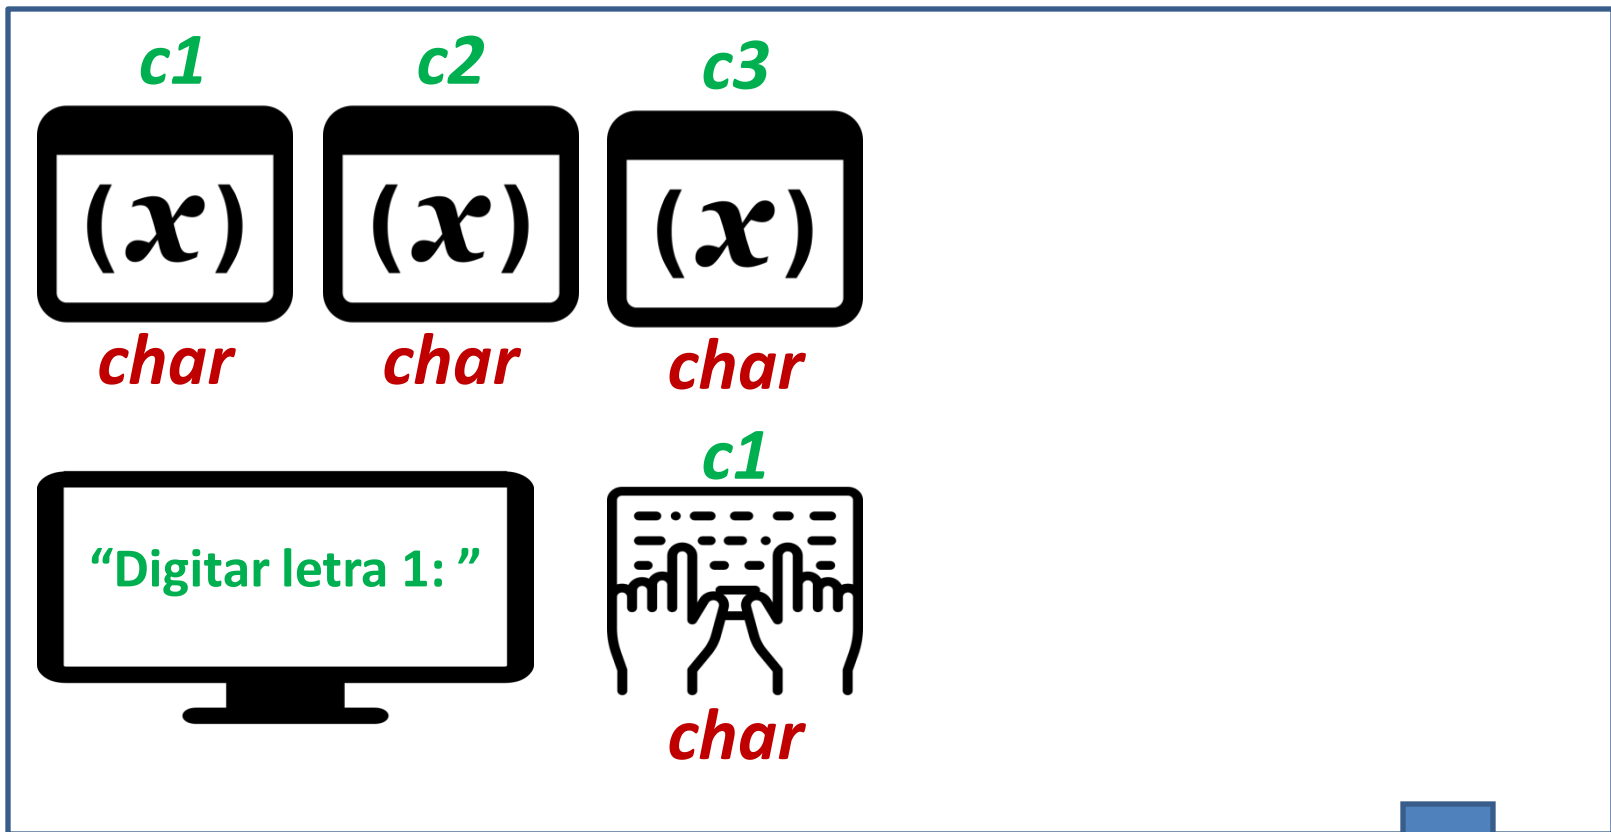 c1 c2 c3
(x) (x) (x)
char char char
c1
“Digitar letra 1: ”
char